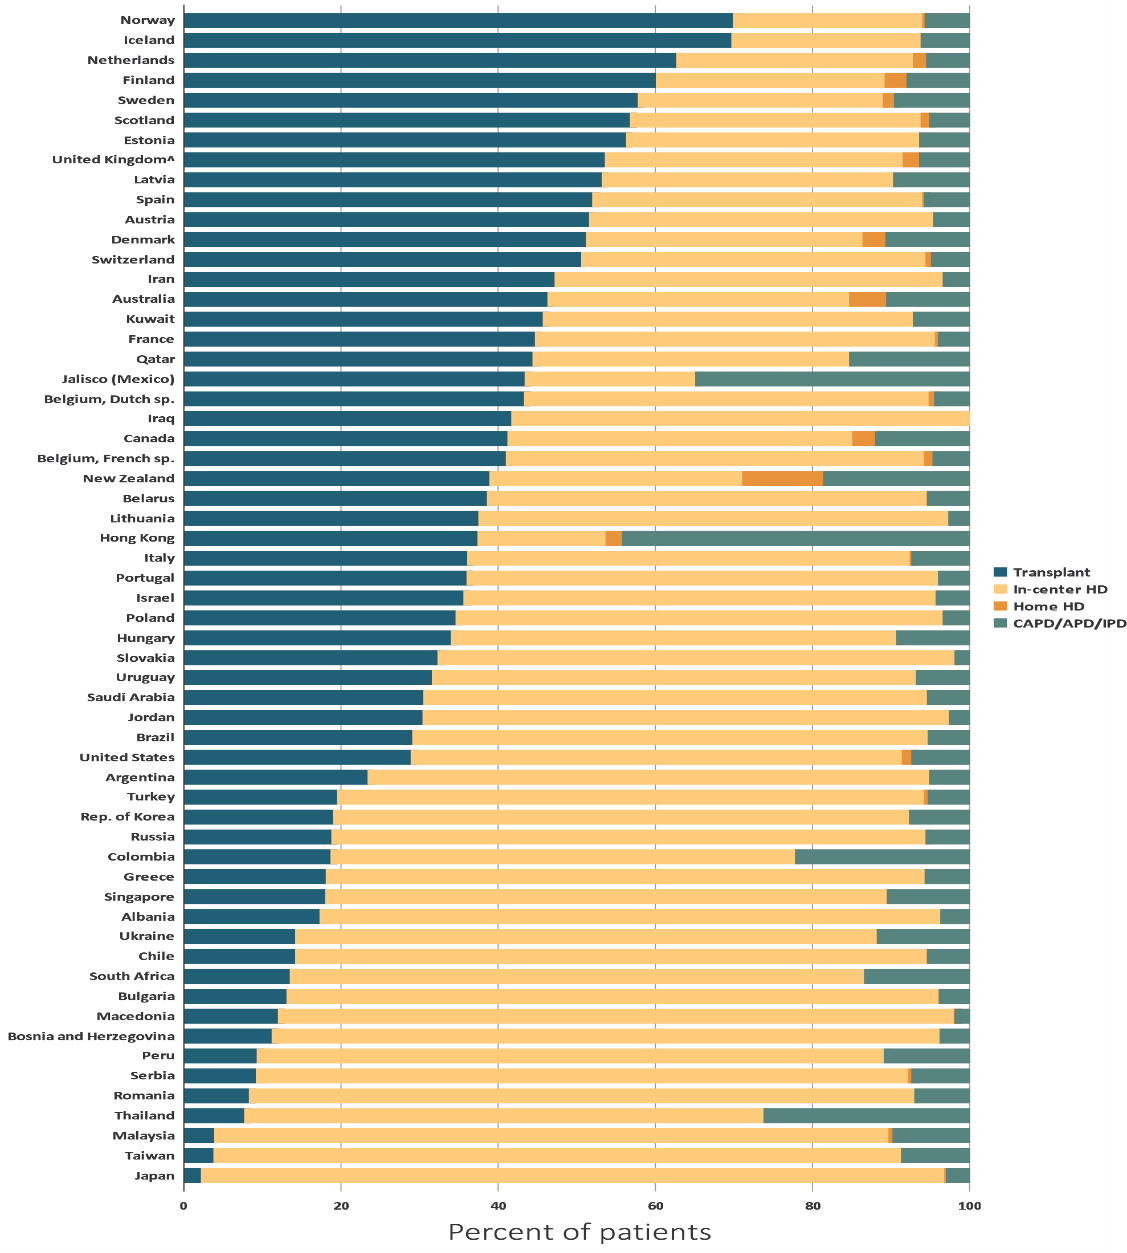 Norway
Iceland
Netherlands
Finland
Sweden
Scotland
Estonia
United Kingdom^
Latvia
Spain
Austria
Denmark
Switzerland
Iran
Australia
Kuwait
France
Qatar
Jalisco (Mexico)
Belgium, Dutch sp.
Iraq
Canada
Belgium, French sp.
New Zealand
Belarus
Lithuania
Hong Kong
Italy
Portugal
Israel
Poland
Hungary
Slovakia
Uruguay
Saudi Arabia
Jordan
Brazil
United States
Argentina
Turkey
Rep. of Korea
Russia
Colombia
Greece
Singapore
Albania
Ukraine
Chile
South Africa
Bulgaria
Macedonia
Bosnia and Herzegovina
Peru
Serbia
Romania
Thailand
Malaysia
Taiwan
Japan
0 20 40 60 80 100
Percent of patients
Transplant
In-center HD
Home HD
CAPD/APD/IPD